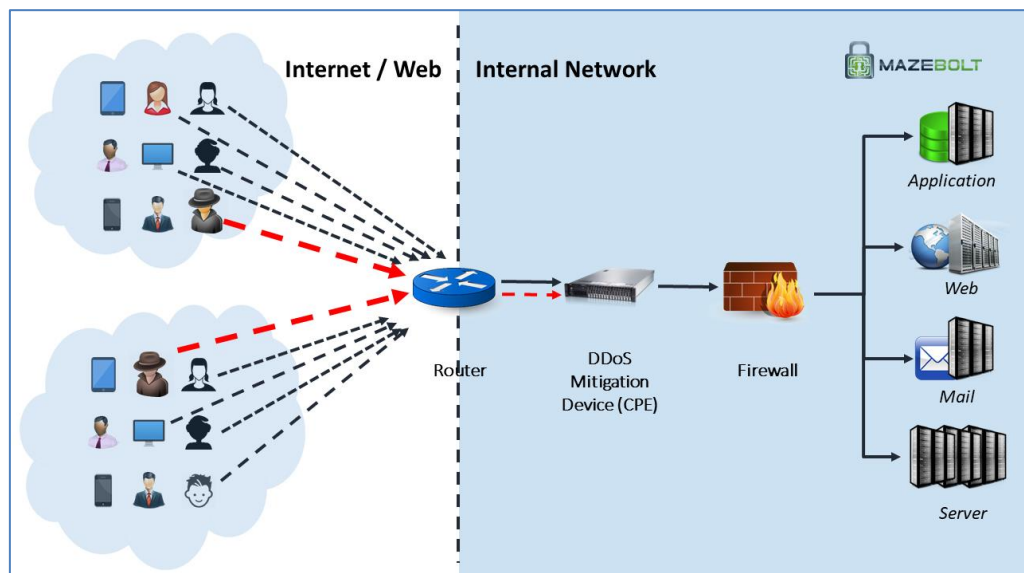 Internet / Web
Internal Network
MAZEBOLT
Application
Web
Mail
Server
Router
DDoS
Mitigation
Device (CPE)
Firewall